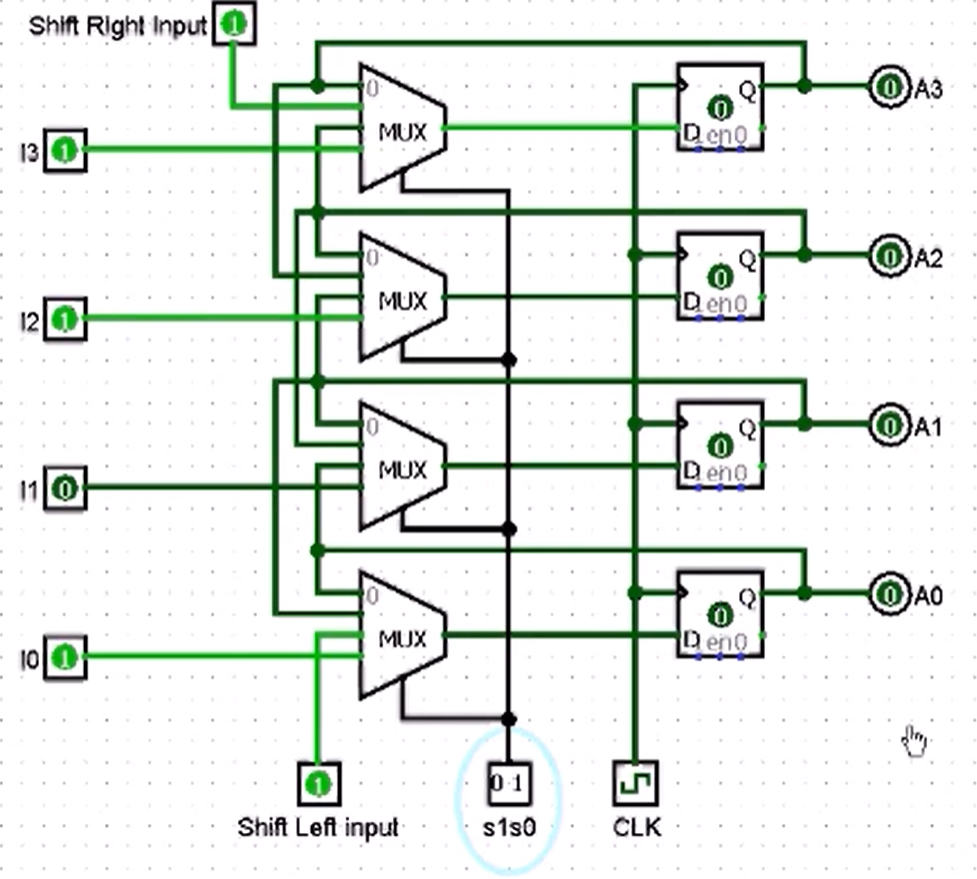 Shift Right Input 1
0 Q 0 A3
MUX 0
I3 1 D en0
0 Q 0 A2
MUX 0
I2 1 D en0
0 Q 0 A1
MUX 0
I1 0 D en0
0 Q 0 A0
MUX 0
I0 1 D en0
1 0 1
Shift Left input s1s0 CLK